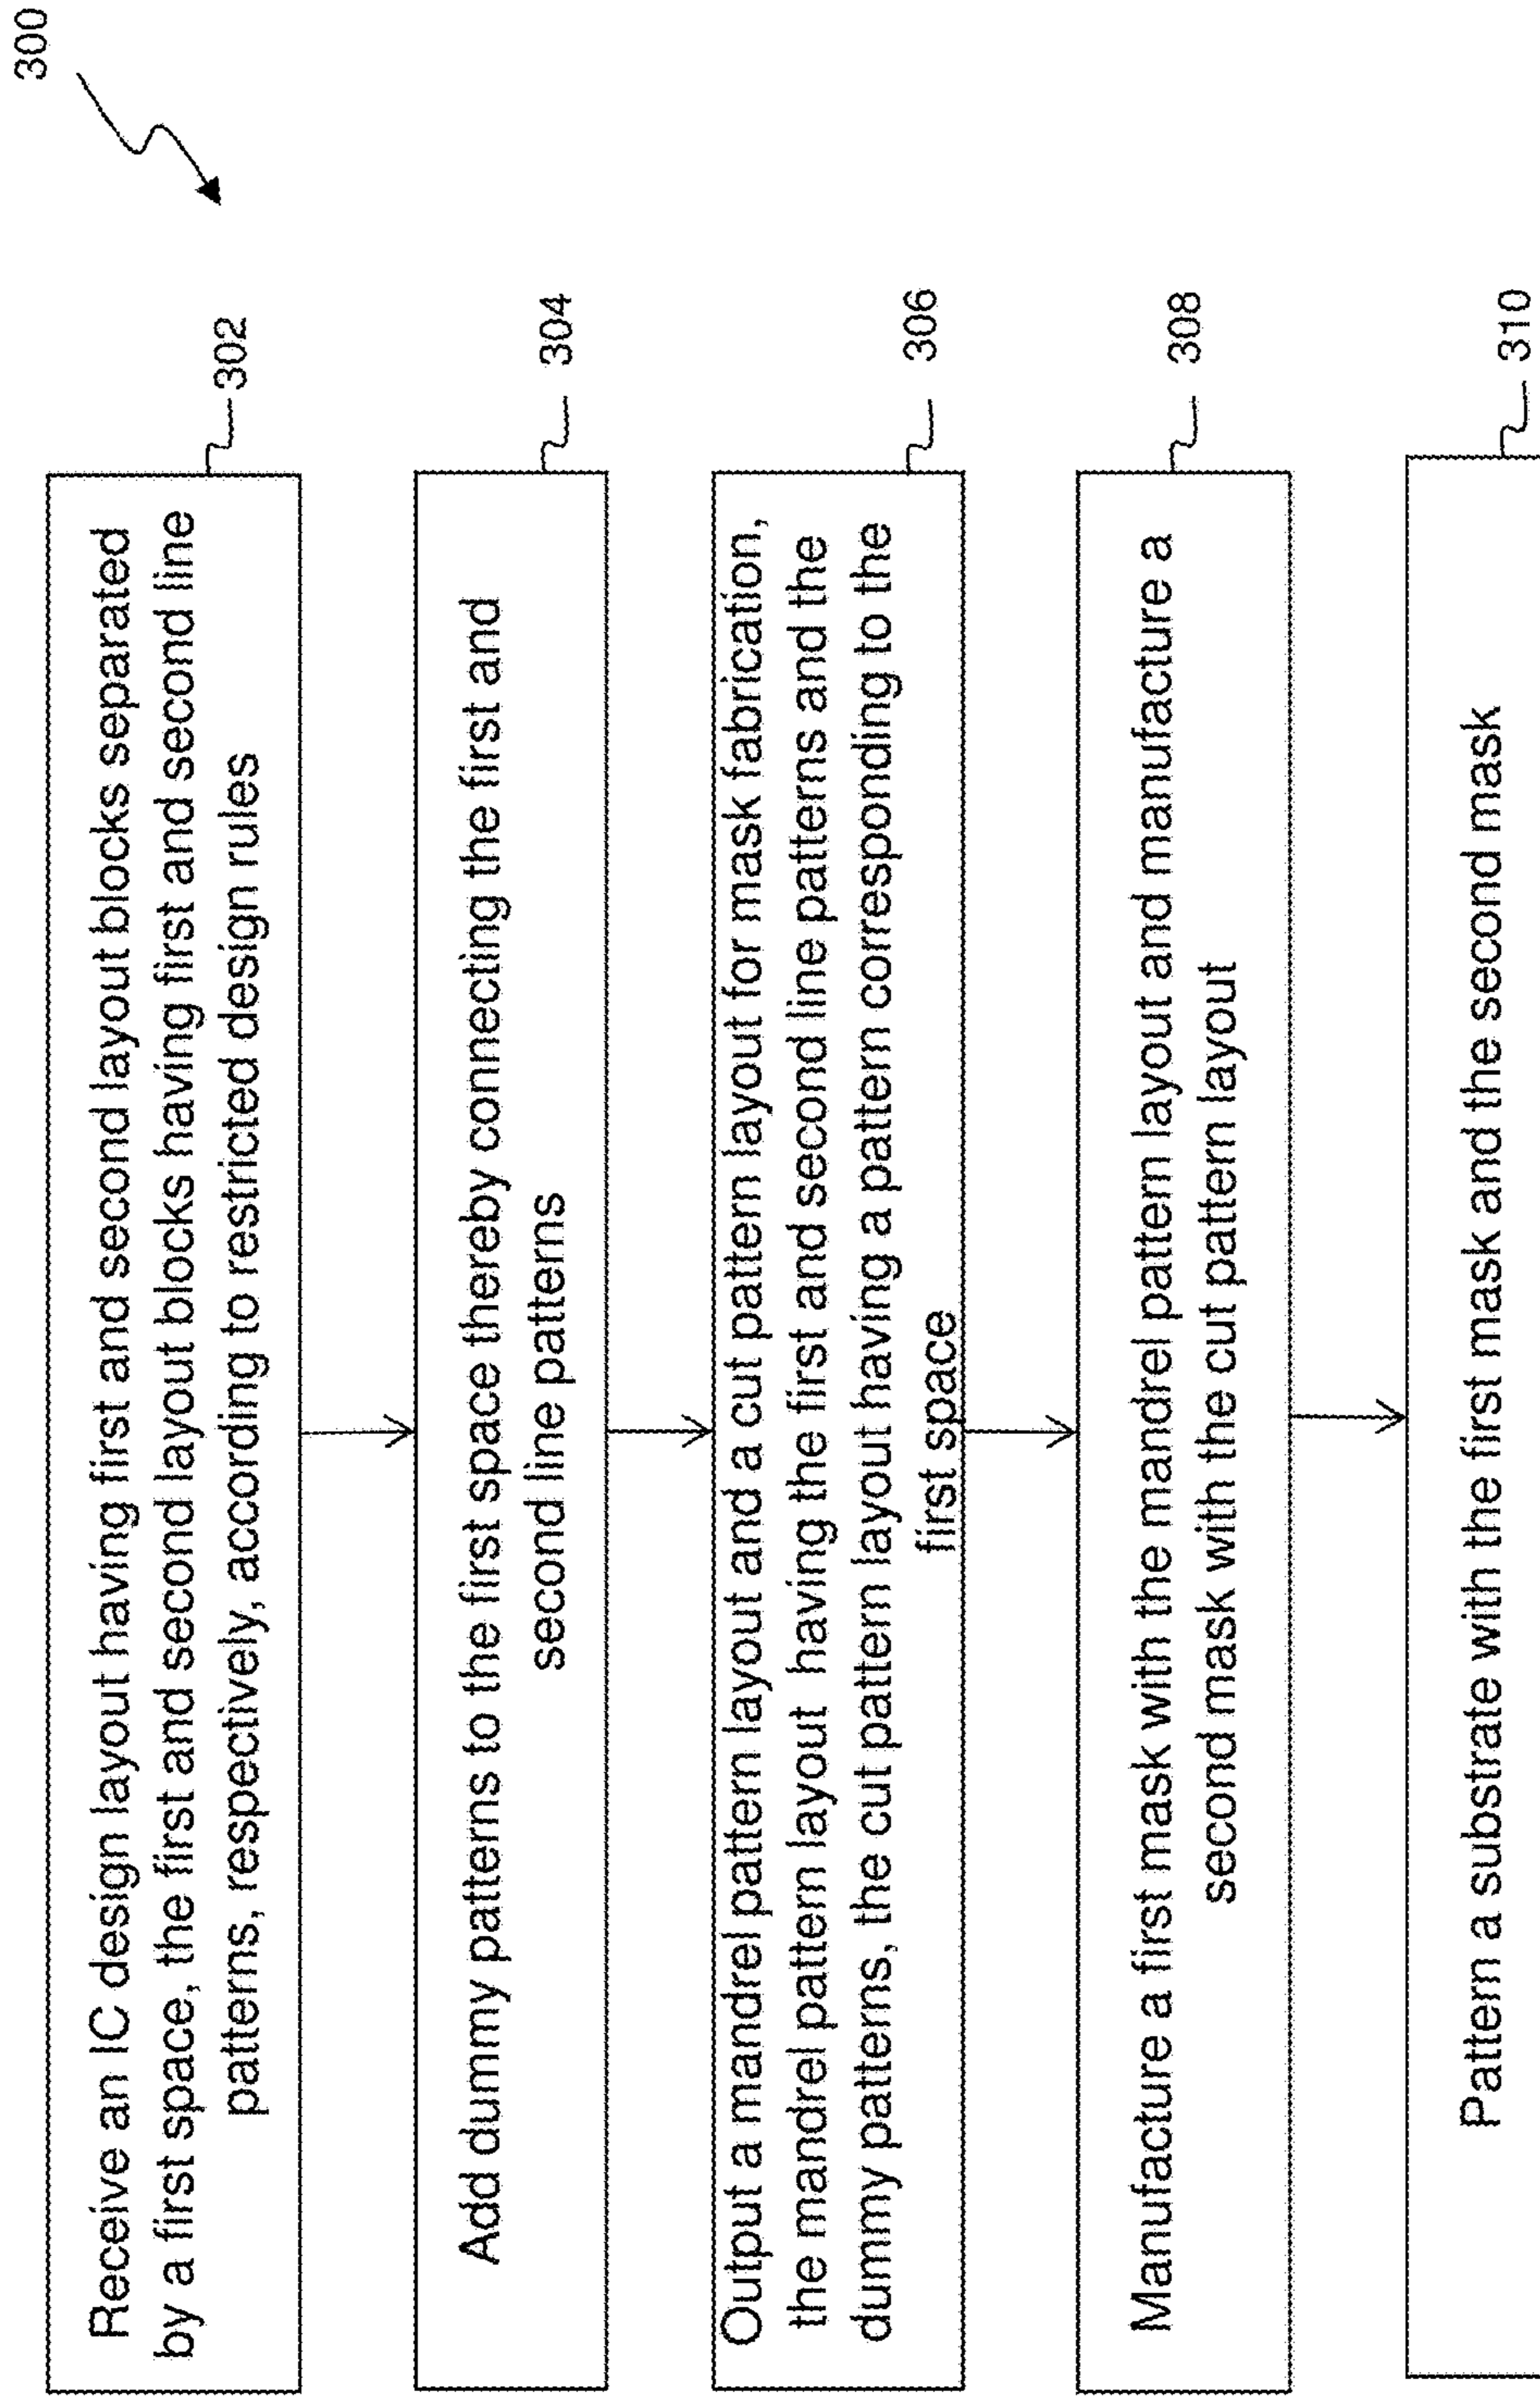 300
Receive an IC design layout having first and second layout blocks separated
by a first space, the first and second layout blocks having first and second line
patterns, respectively, according to restricted design rules
302
Add dummy patterns to the first space thereby connecting the first and
second line patterns
304
Output a mandrel pattern layout and a cut pattern layout for mask fabrication,
the mandrel pattern layout having the first and second line patterns and the
dummy patterns, the cut pattern layout having a pattern corresponding to the
first space
306
Manufacture a first mask with the mandrel pattern layout and manufacture a
second mask with the cut pattern layout
308
Pattern a substrate with the first mask and the second mask
310